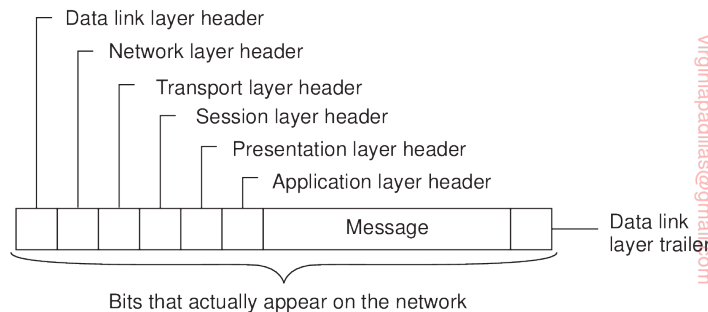 Data link layer header
Network layer header
Transport layer header
Session layer header
Presentation layer header
Application layer header
Message
Data link
layer trailer
Bits that actually appear on the network
virginiapadillas@gmail.com